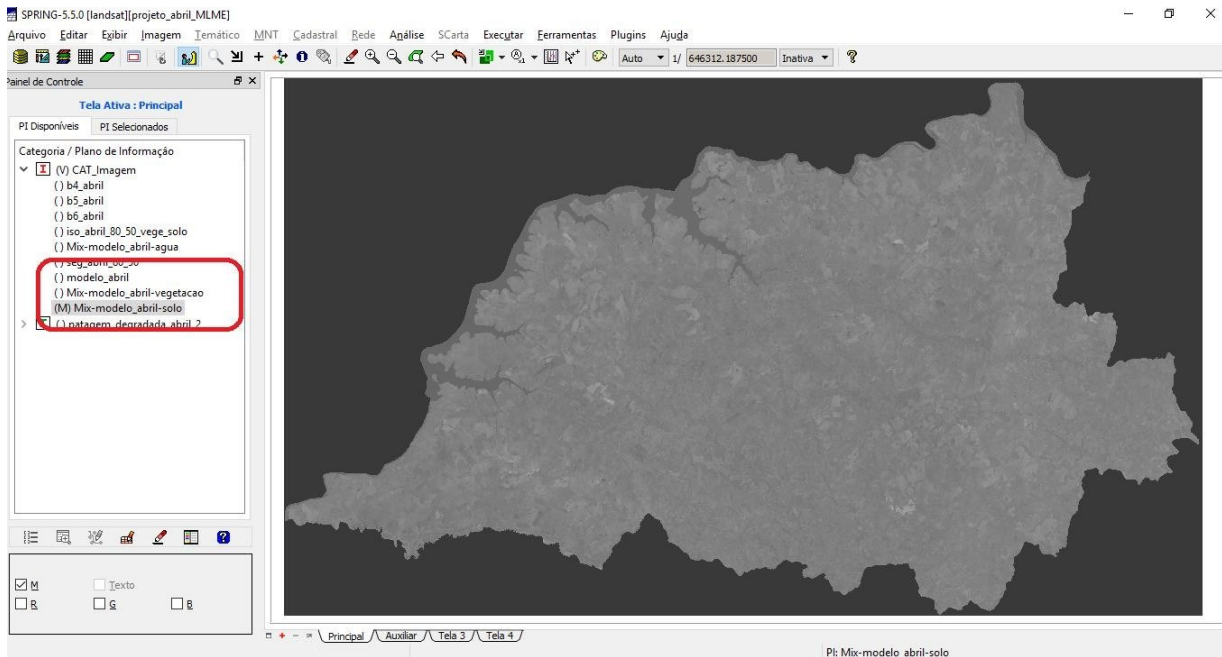 SPRING-5.5.0 [landsat][projeto_abril_MLME]
Arquivo Editar Exibir Imagem Temático MNT Cadastral Rede Análise SCarta Executar Ferramentas Plugins Ajuda
Auto 1/ 646312.187500 Inativa
Painel de Controle
Tela Ativa : Principal
PI Disponíveis PI Selecionados
Categoria / Plano de Informação
(V) CAT_Imagem
( ) b4_abril
( ) b5_abril
( ) b6_abril
( ) iso_abril_80_50_vege_solo
( ) Mix-modelo_abril-agua
( ) seg_abril_80_50
( ) modelo_abril
( ) Mix-modelo_abril-vegetacao
(M) Mix-modelo_abril-solo
( ) patagem_degradada_abril_2
M Texto
R G B
Principal Auxiliar Tela 3 Tela 4
PI: Mix-modelo_abril-solo